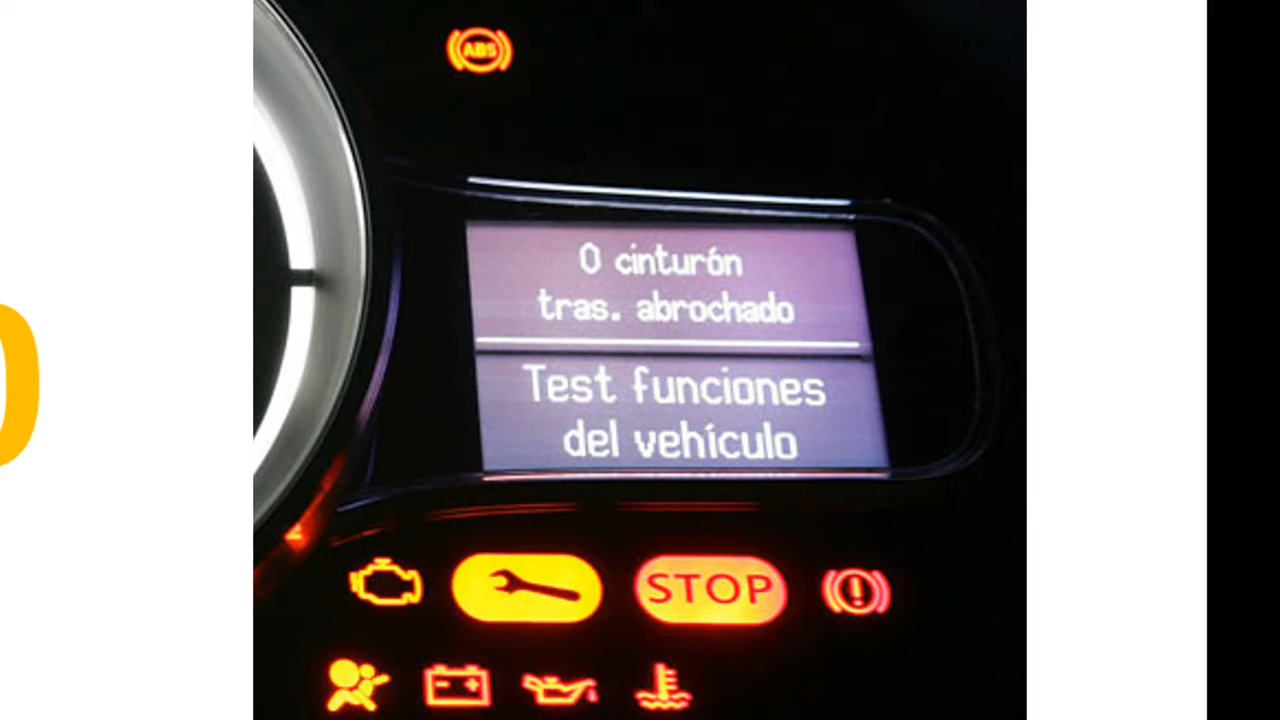 ABS
0 cinturón
tras. abrochado
Test funciones
del vehículo
STOP